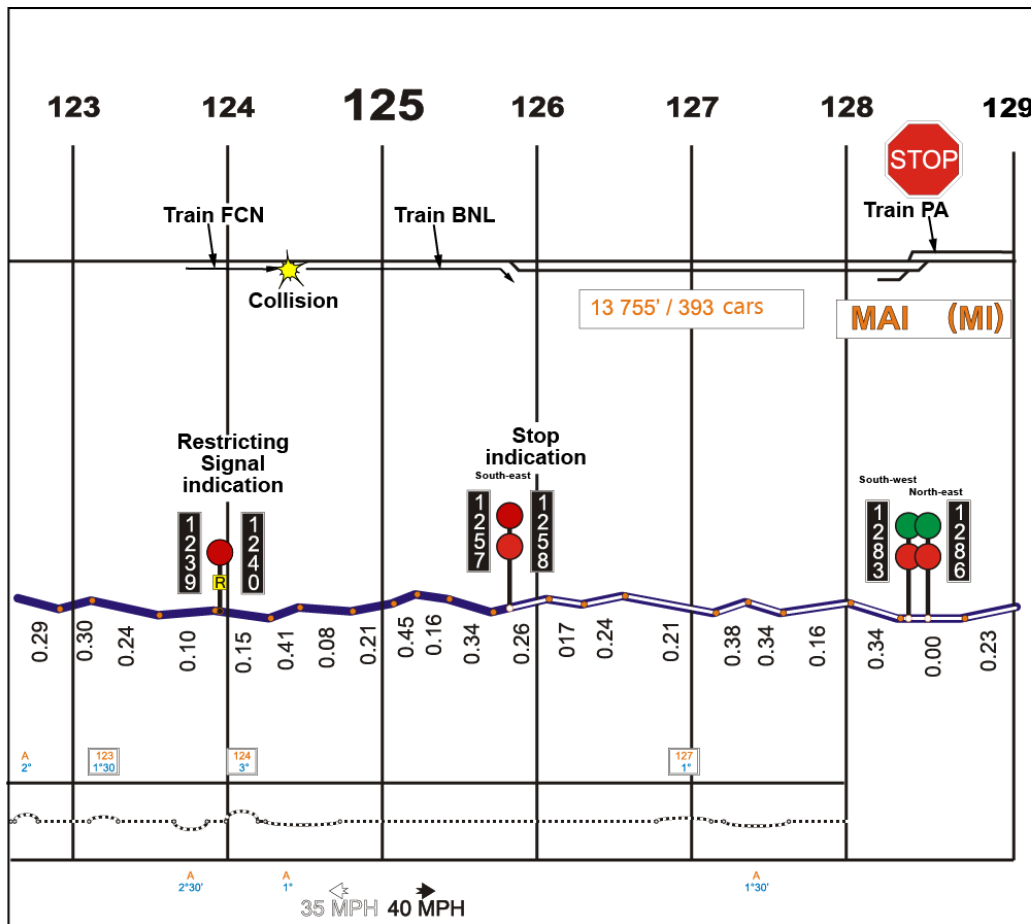 123 124 125 126 127 128 129
STOP
Train FCN Train BNL Train PA
Collision
13 755' / 393 cars
MAI (MI)
Restricting
Signal
indication
Stop
indication
South-east
South-west
North-east
1239
1240
1257
1258
1283
1286
R
0.29 0.30 0.24 0.10 0.15 0.41 0.08 0.21 0.45 0.16 0.34 0.26 017 0.24 0.21 0.38 0.34 0.16 0.34 0.00 0.23
A
2°
123
1°30
124
3°
127
1°
A
2°30'
A
1°
A
1°30'
35 MPH 40 MPH